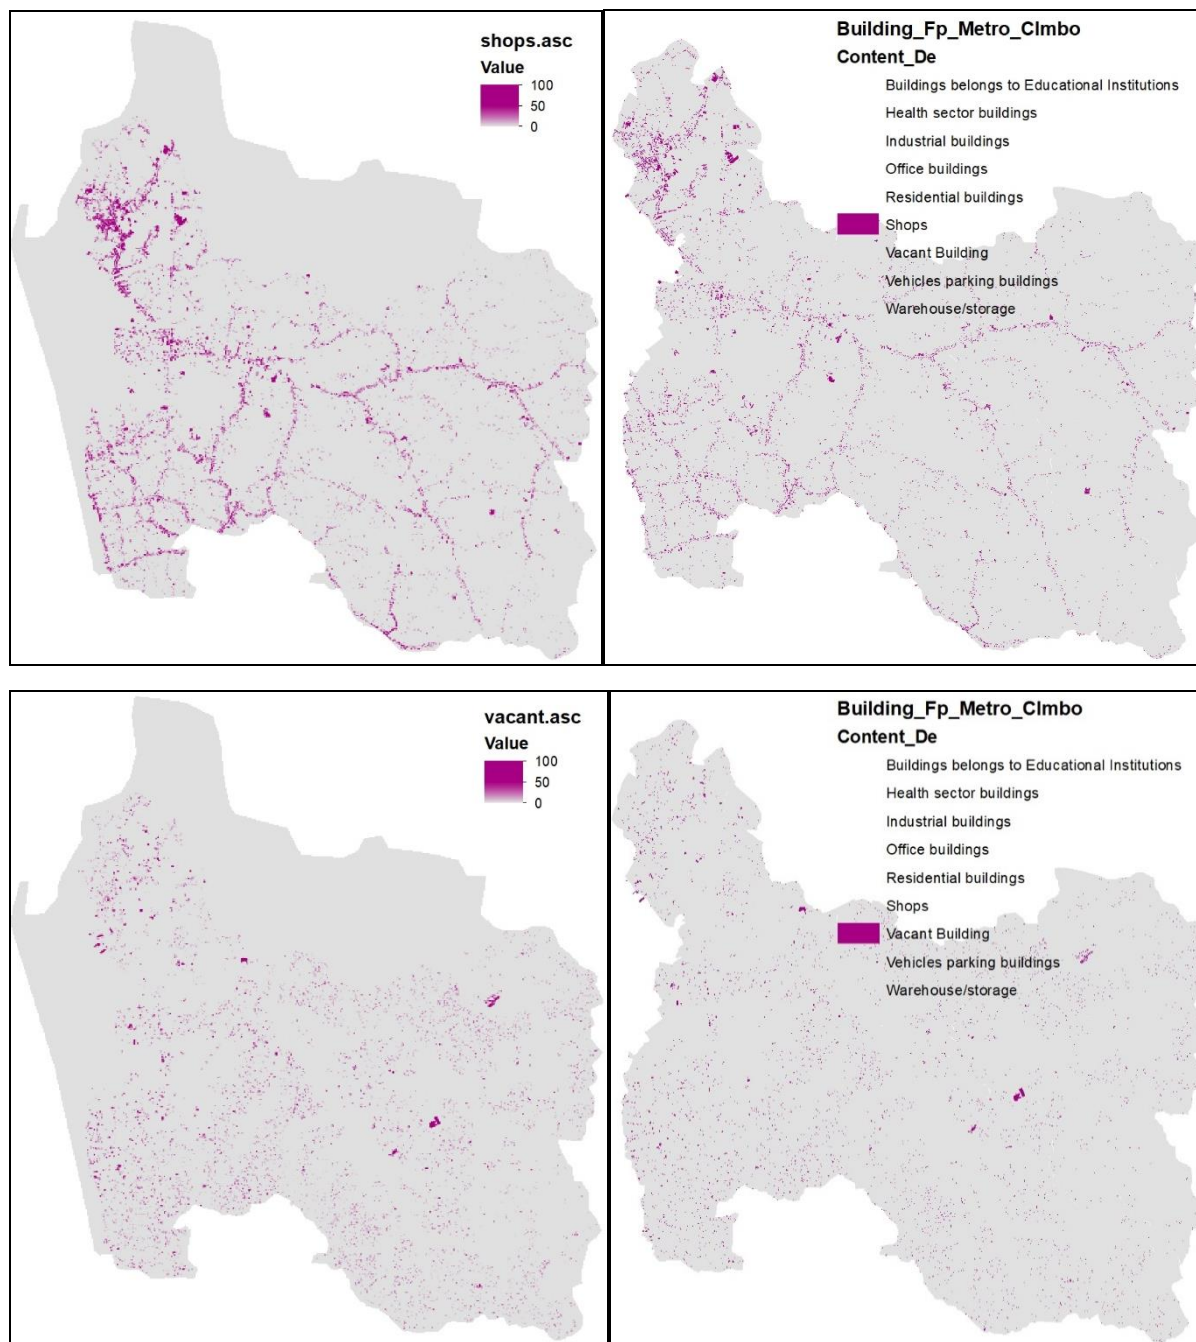 shops.asc
Value
100
50
0
Building_Fp_Metro_Clmbo
Content_De
Buildings belongs to Educational Institutions
Health sector buildings
Industrial buildings
Office buildings
Residential buildings
Shops
Vacant Building
Vehicles parking buildings
Warehouse/storage
vacant.asc
Value
100
50
0
Building_Fp_Metro_Clmbo
Content_De
Buildings belongs to Educational Institutions
Health sector buildings
Industrial buildings
Office buildings
Residential buildings
Shops
Vacant Building
Vehicles parking buildings
Warehouse/storage